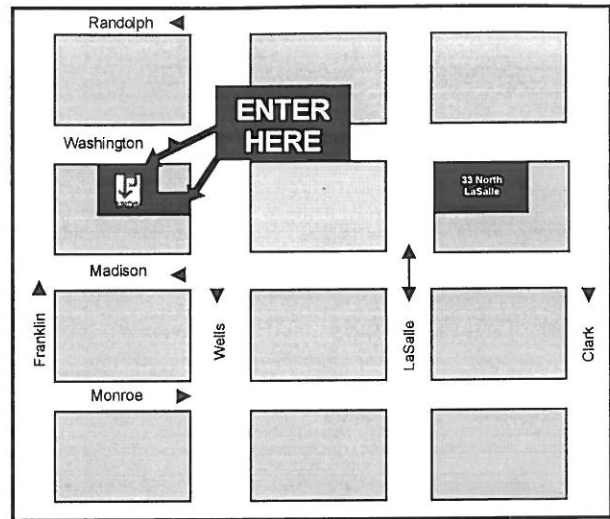 Randolph
ENTER
HERE
Washington
33 North
LaSalle
Madison
Franklin
Wells
LaSalle
Clark
Monroe